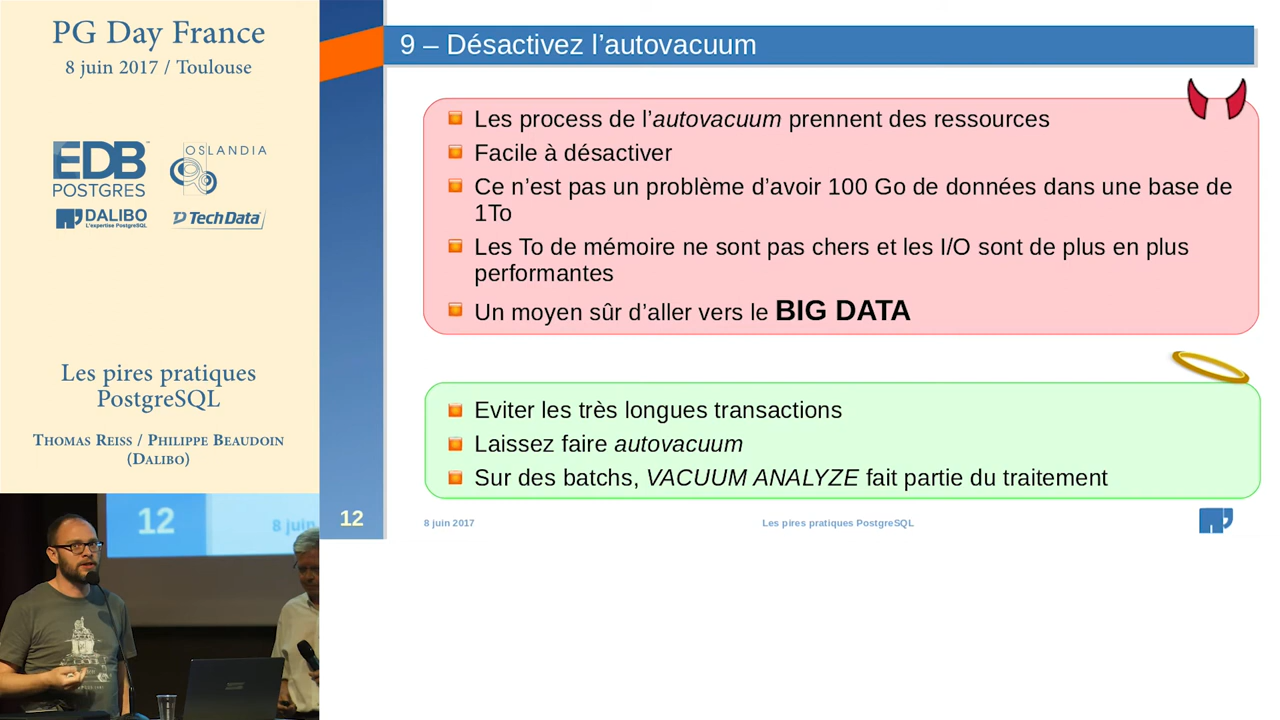 PG Day France
8 juin 2017 / Toulouse
EDB
POSTGRES
OSLANDIA
DALIBO
L'expertise PostgreSQL
TechData
Les pires pratiques
PostgreSQL
Thomas Reiss / Philippe Beaudoin
(Dalibo)
12
8 juin
9 – Désactivez l’autovacuum
Les process de l’autovacuum prennent des ressources
Facile à désactiver
Ce n’est pas un problème d’avoir 100 Go de données dans une base de
1To
Les To de mémoire ne sont pas chers et les I/O sont de plus en plus
performantes
Un moyen sûr d’aller vers le BIG DATA
Eviter les très longues transactions
Laissez faire autovacuum
Sur des batchs, VACUUM ANALYZE fait partie du traitement
12
8 juin 2017
Les pires pratiques PostgreSQL